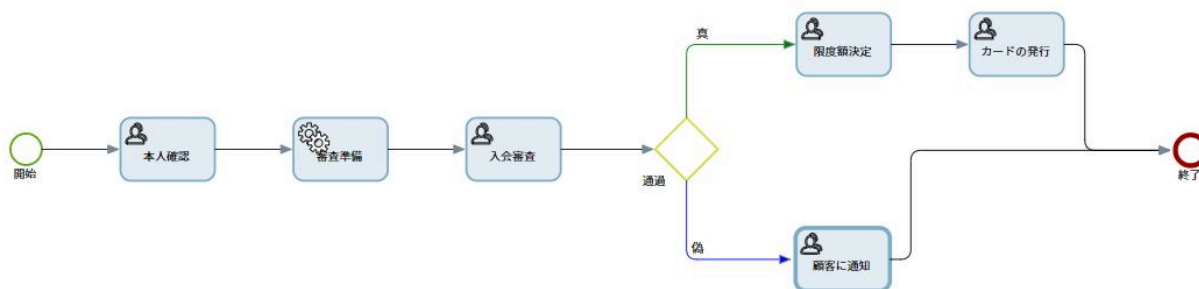 開始
本人確認
審査準備
入会審査
通過
真
限度額決定
カードの発行
偽
顧客に通知
終了